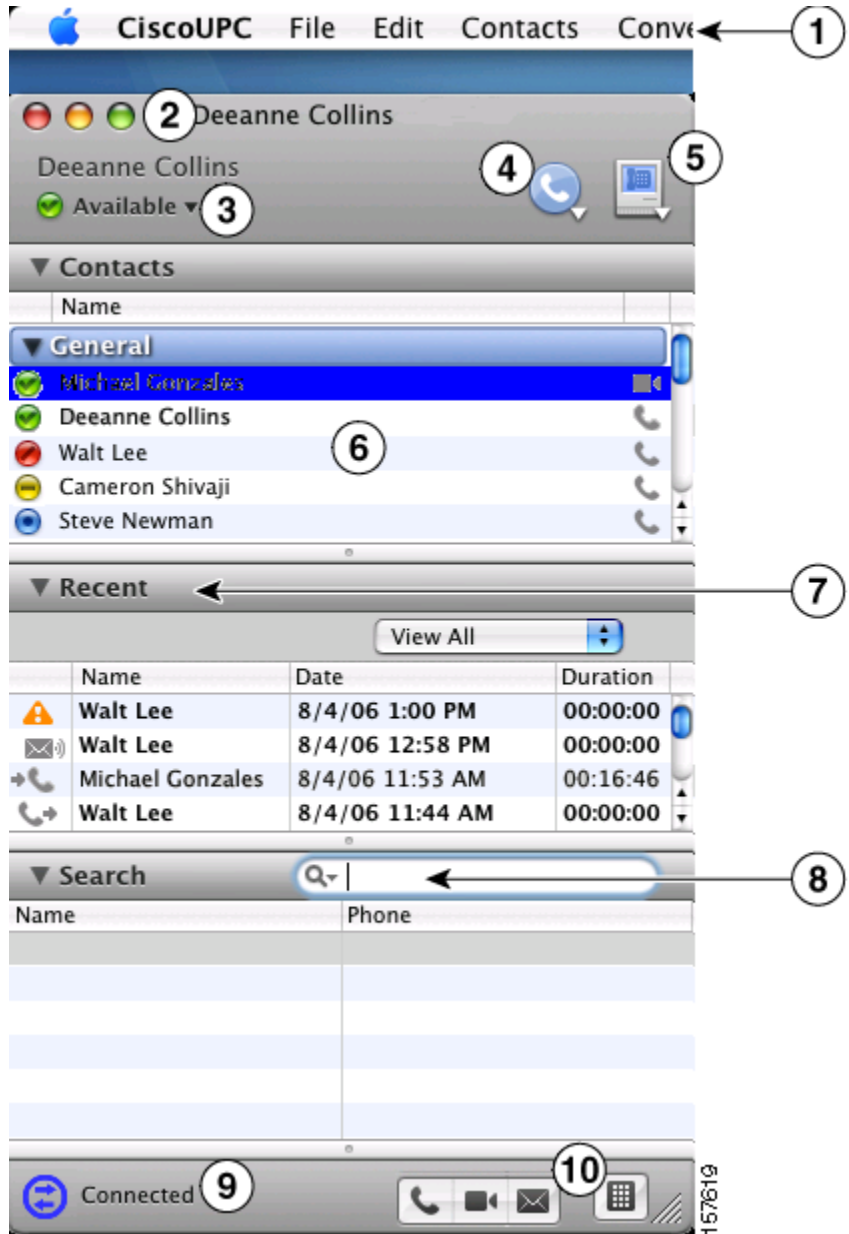 CiscoUPC File Edit Contacts Conve
1
2 Deeanne Collins
Deeanne Collins
4
5
Available
3
Contacts
Name
General
Michael Gonzales
Deeanne Collins
6
Walt Lee
Cameron Shivaji
Steve Newman
Recent
7
View All
Name Date Duration
Walt Lee 8/4/06 1:00 PM 00:00:00
Walt Lee 8/4/06 12:58 PM 00:00:00
Michael Gonzales 8/4/06 11:53 AM 00:16:46
Walt Lee 8/4/06 11:44 AM 00:00:00
Search
8
Name Phone
Connected 9
10
157619